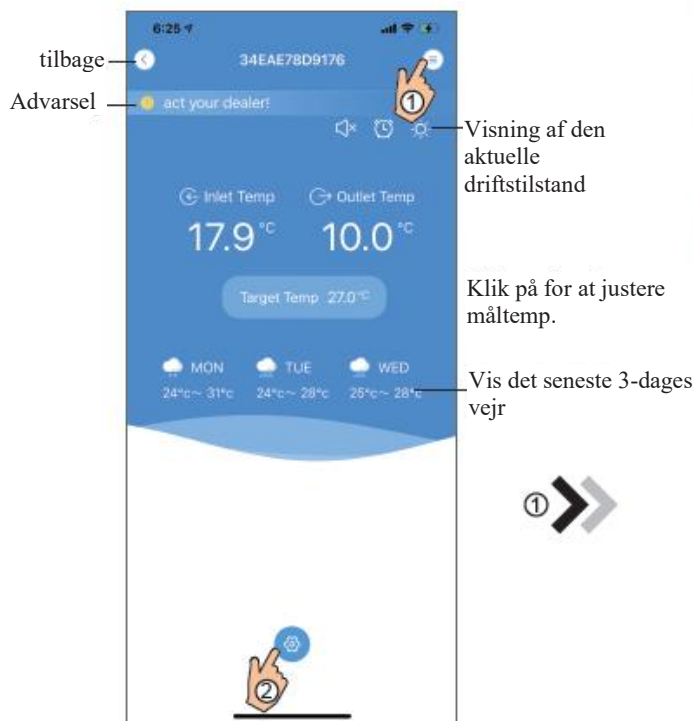 6:25
34EAE78D9176
tilbage
①
Advarsel
act your dealer!
Visning af den
aktuelle
driftstilstand
Inlet Temp
Outlet Temp
17.9 °C
10.0 °C
Target Temp 27.0 °C
Klik på for at justere
måltemp.
MON
TUE
WED
24°c～ 31°c
24°c～ 28°c
25°c～ 28°c
Vis det seneste 3-dages
vejr
①
②